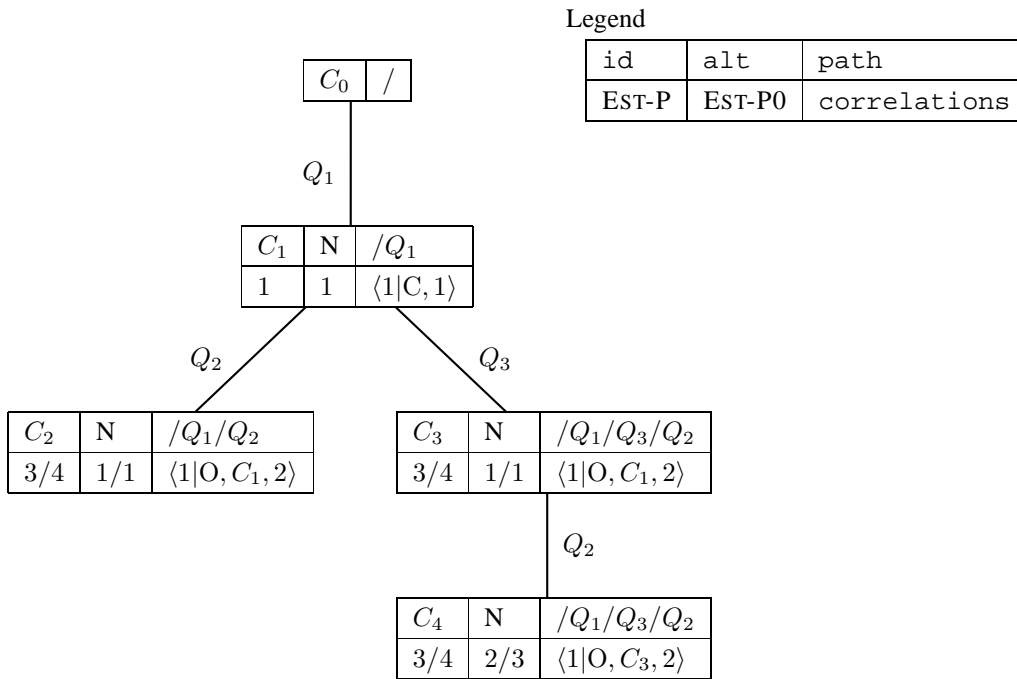 Legend
id alt path
EST-P EST-P0 correlations
C₀ /
Q₁
C₁ N /Q₁
1 1 ⟨1|C, 1⟩
Q₂ Q₃
C₂ N /Q₁/Q₂
3/4 1/1 ⟨1|O, C₁, 2⟩
C₃ N /Q₁/Q₃/Q₂
3/4 1/1 ⟨1|O, C₁, 2⟩
Q₂
C₄ N /Q₁/Q₃/Q₂
3/4 2/3 ⟨1|O, C₃, 2⟩